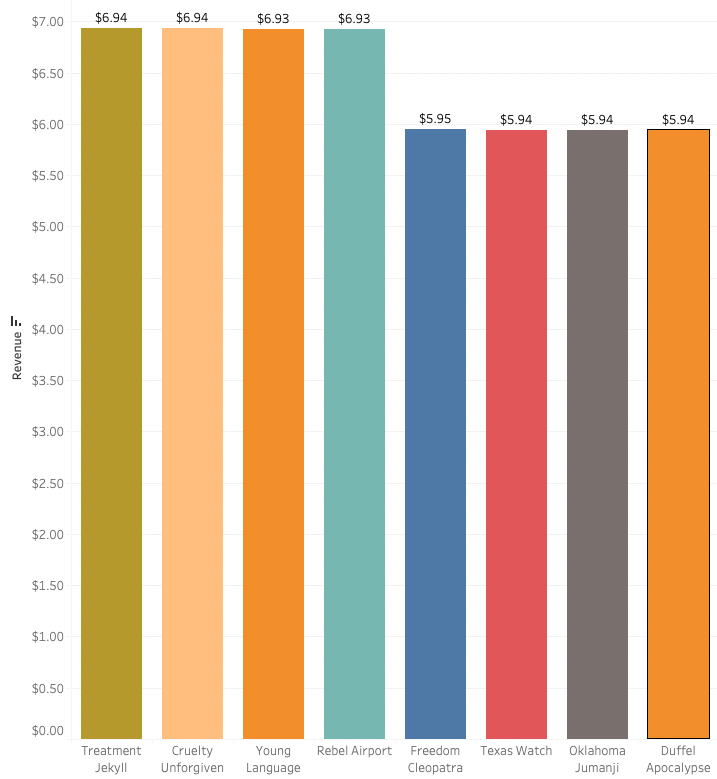 $7.00
$6.50
$6.00
$5.50
$5.00
$4.50
$4.00
$3.50
$3.00
$2.50
$2.00
$1.50
$1.00
$0.50
$0.00
Revenue
$6.94
$6.94
$6.93
$6.93
$5.95
$5.94
$5.94
$5.94
Treatment
Jekyll
Cruelty
Unforgiven
Young
Language
Rebel Airport
Freedom
Cleopatra
Texas Watch
Oklahoma
Jumanji
Duffel
Apocalypse